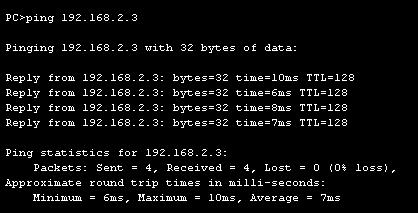 PC>ping 192.168.2.3
Pinging 192.168.2.3 with 32 bytes of data:
Reply from 192.168.2.3: bytes=32 time=10ms TTL=128
Reply from 192.168.2.3: bytes=32 time=6ms TTL=128
Reply from 192.168.2.3: bytes=32 time=8ms TTL=128
Reply from 192.168.2.3: bytes=32 time=7ms TTL=128
Ping statistics for 192.168.2.3:
    Packets: Sent = 4, Received = 4, Lost = 0 (0% loss),
Approximate round trip times in milli-seconds:
    Minimum = 6ms, Maximum = 10ms, Average = 7ms